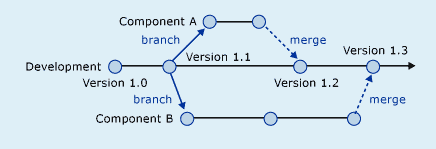 Component A
branch
merge
Version 1.1
Version 1.3
Development
Version 1.0
Version 1.2
branch
merge
Component B